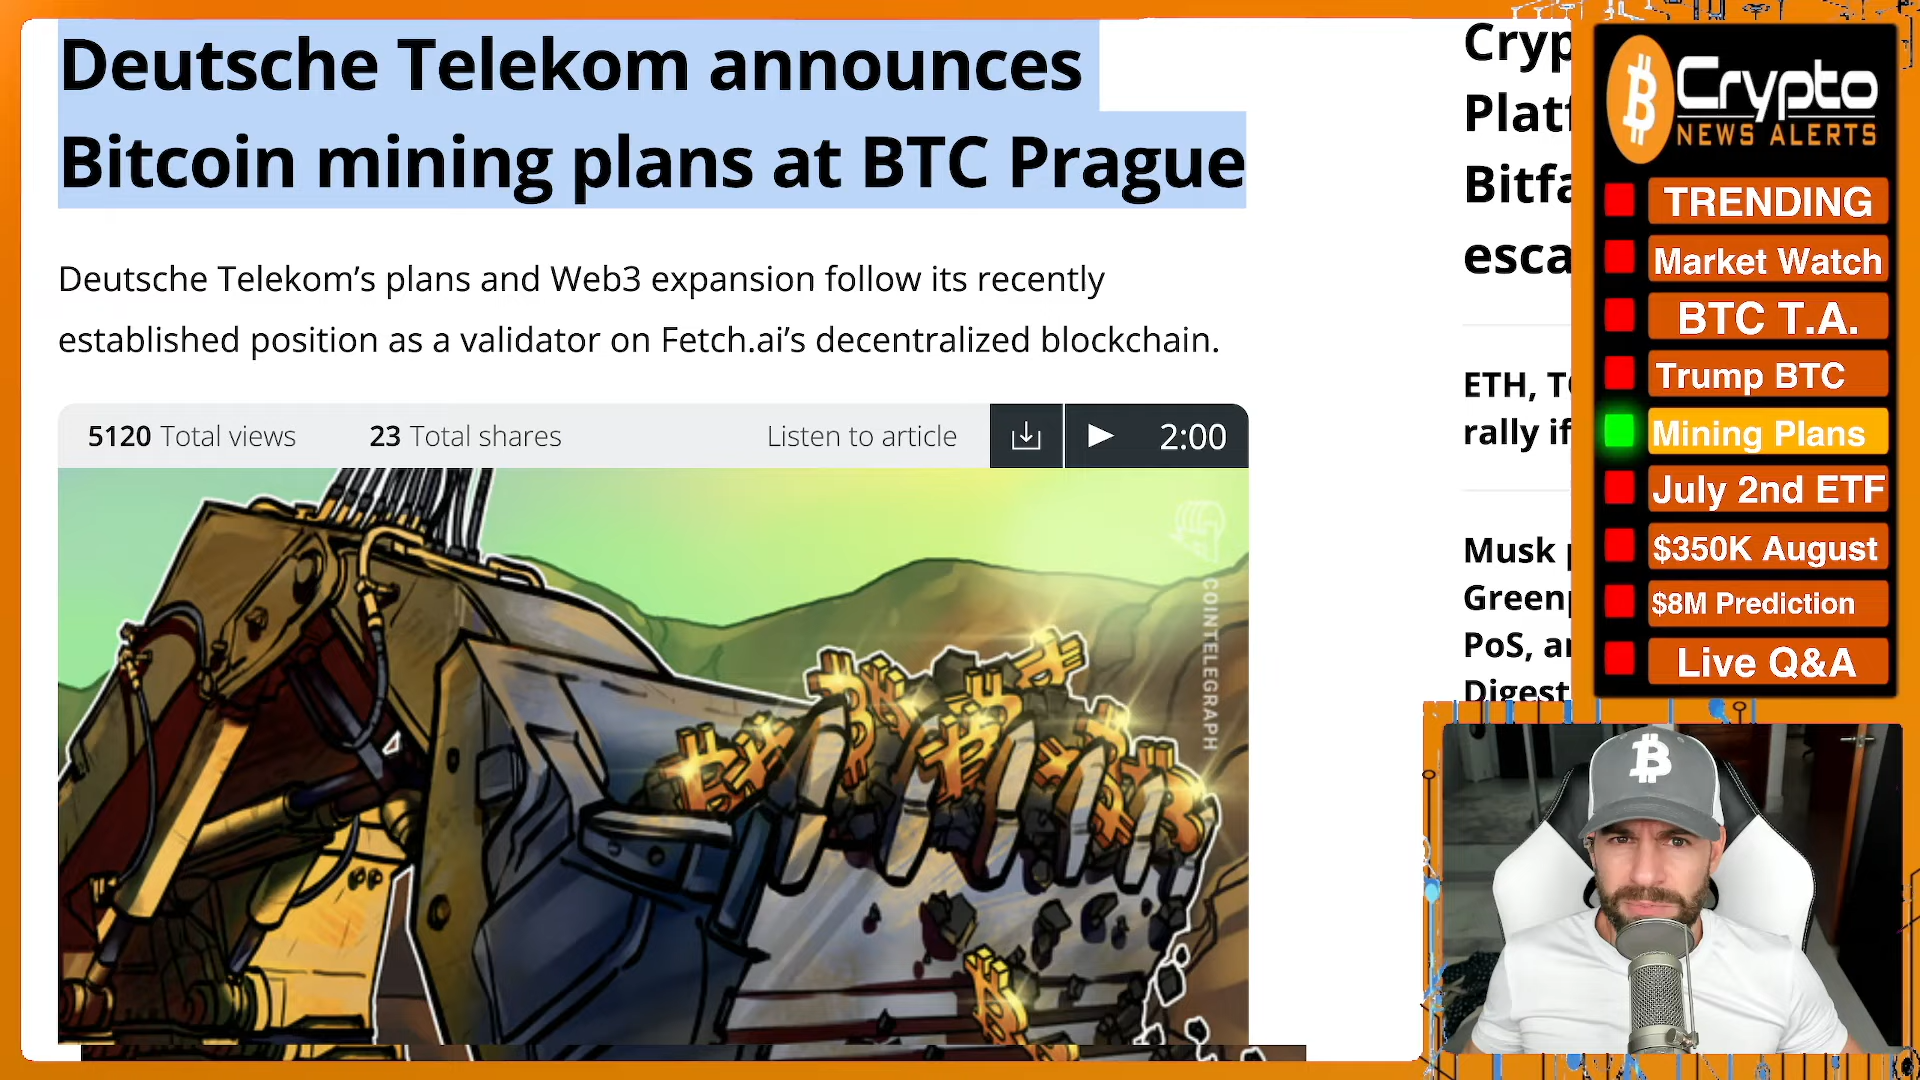 Deutsche Telekom announces
Bitcoin mining plans at BTC Prague
Deutsche Telekom’s plans and Web3 expansion follow its recently
established position as a validator on Fetch.ai’s decentralized blockchain.
5120 Total views
23 Total shares
Listen to article
2:00
COINTELEGRAPH
Cryp
Platf
Bitfa
esca
ETH, T
rally if
Musk
Green
PoS, a
Digest
Crypto
NEWS ALERTS
TRENDING
Market Watch
BTC T.A.
Trump BTC
Mining Plans
July 2nd ETF
$350K August
$8M Prediction
Live Q&A